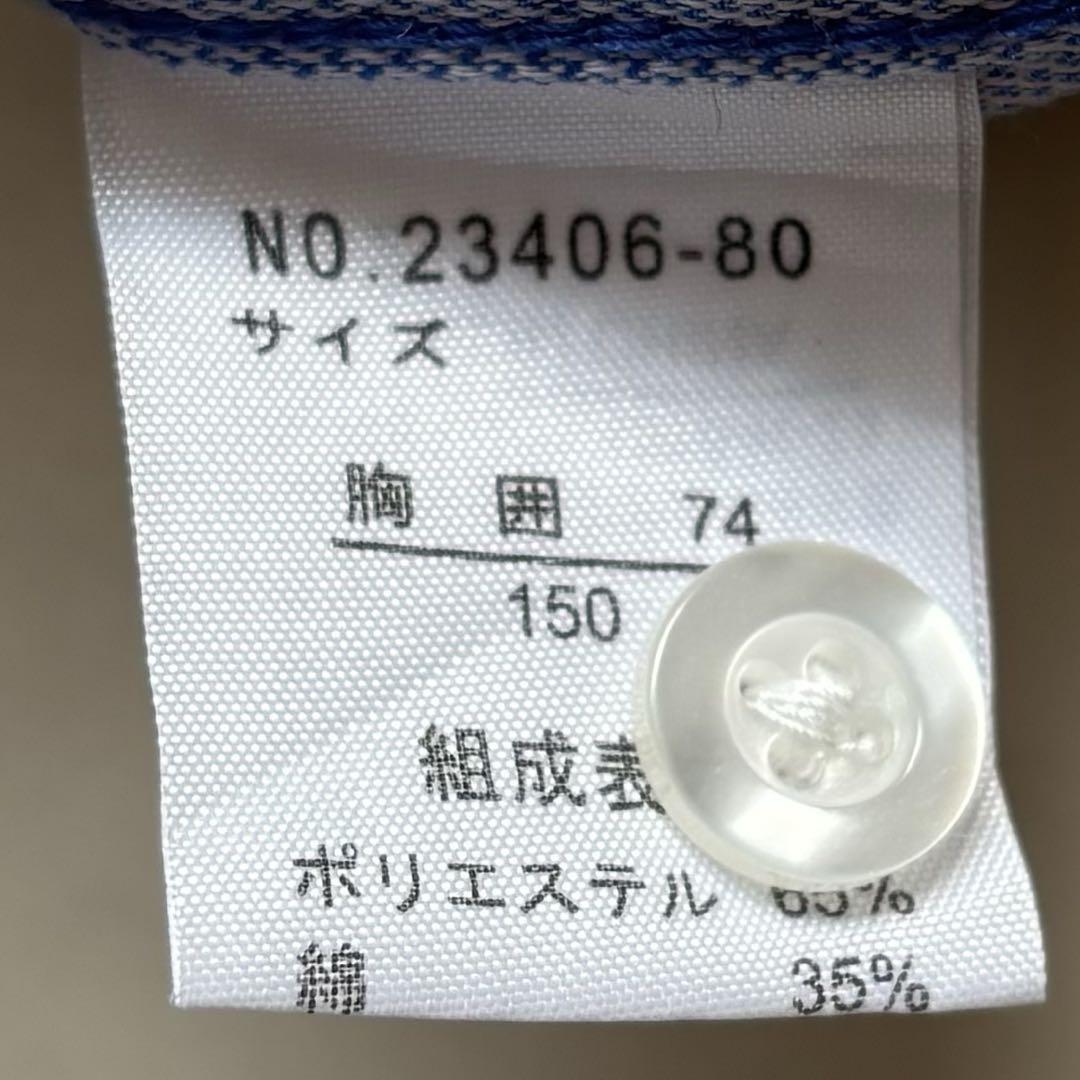 NO.23406-80
サイズ
胸 囲 74
150
組成表
ポリエステル 65%
綿 35%